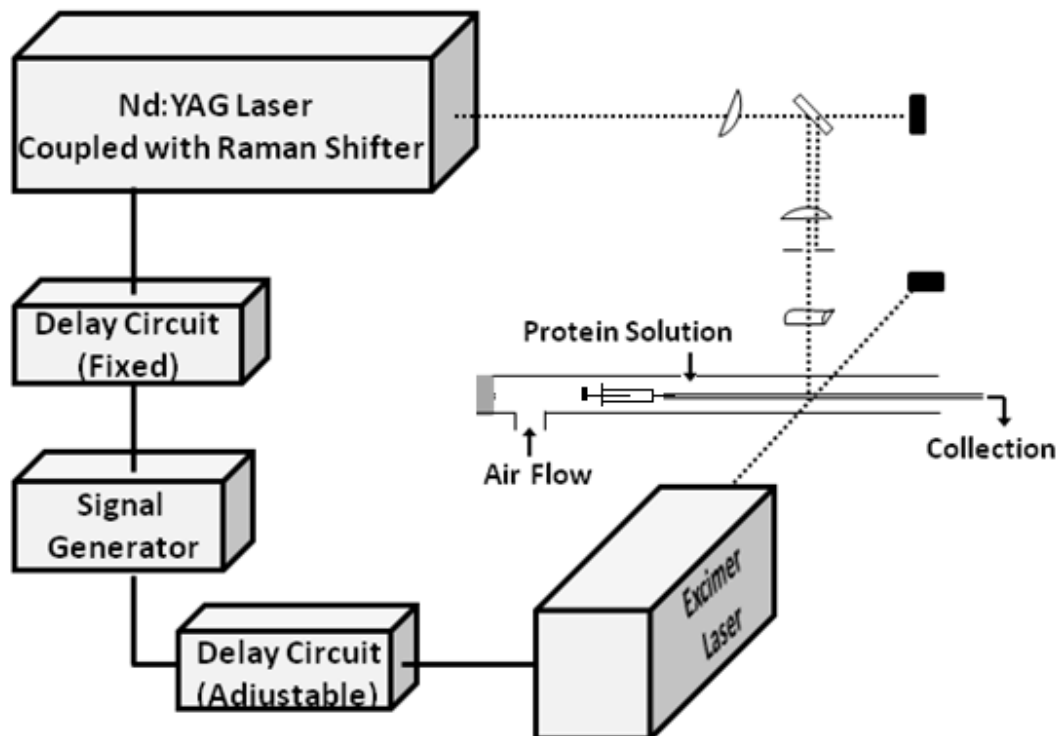 Nd:YAG Laser
Coupled with Raman Shifter
Delay Circuit
(Fixed)
Protein Solution
Collection
Air Flow
Signal
Generator
Excimer
Laser
Delay Circuit
(Adjustable)